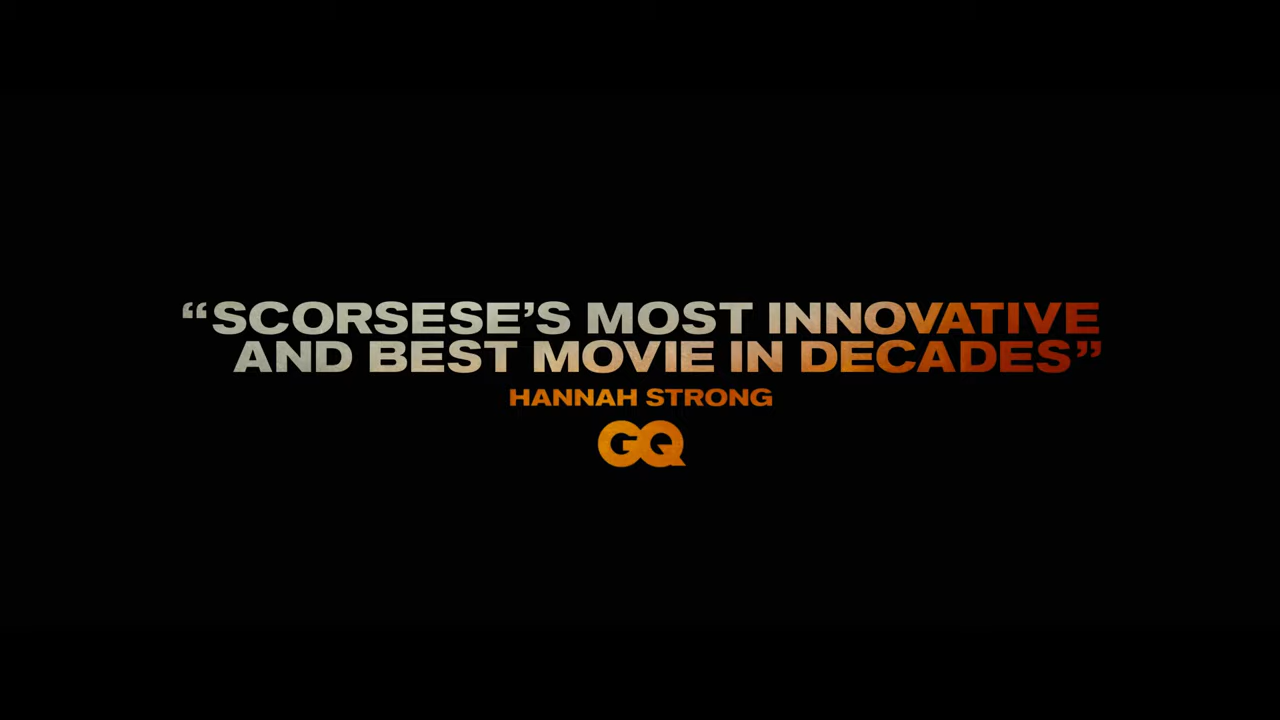 “SCORSESE’S MOST INNOVATIVE
AND BEST MOVIE IN DECADES”
HANNAH STRONG
GQ